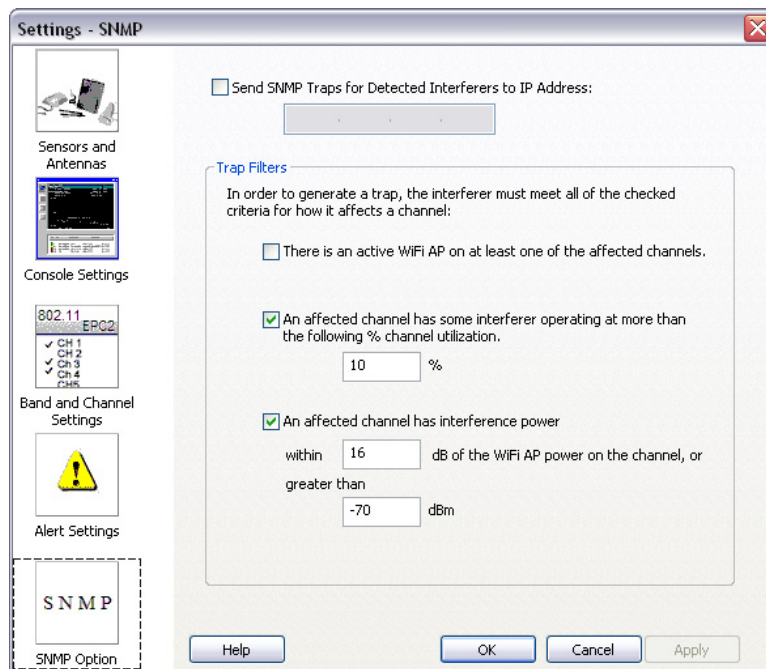 Settings - SNMP
Sensors and
Antennas
Console Settings
802.11
EPC2
CH 1
CH 2
Ch 3
Ch 4
CH5
Band and Channel
Settings
Alert Settings
SNMP
SNMP Option
Send SNMP Traps for Detected Interferers to IP Address:
. . .
Trap Filters
In order to generate a trap, the interferer must meet all of the checked
criteria for how it affects a channel:
There is an active WiFi AP on at least one of the affected channels.
An affected channel has some interferer operating at more than
the following % channel utilization.
10 %
An affected channel has interference power
within 16 dB of the WiFi AP power on the channel, or
greater than
-70 dBm
Help OK Cancel Apply